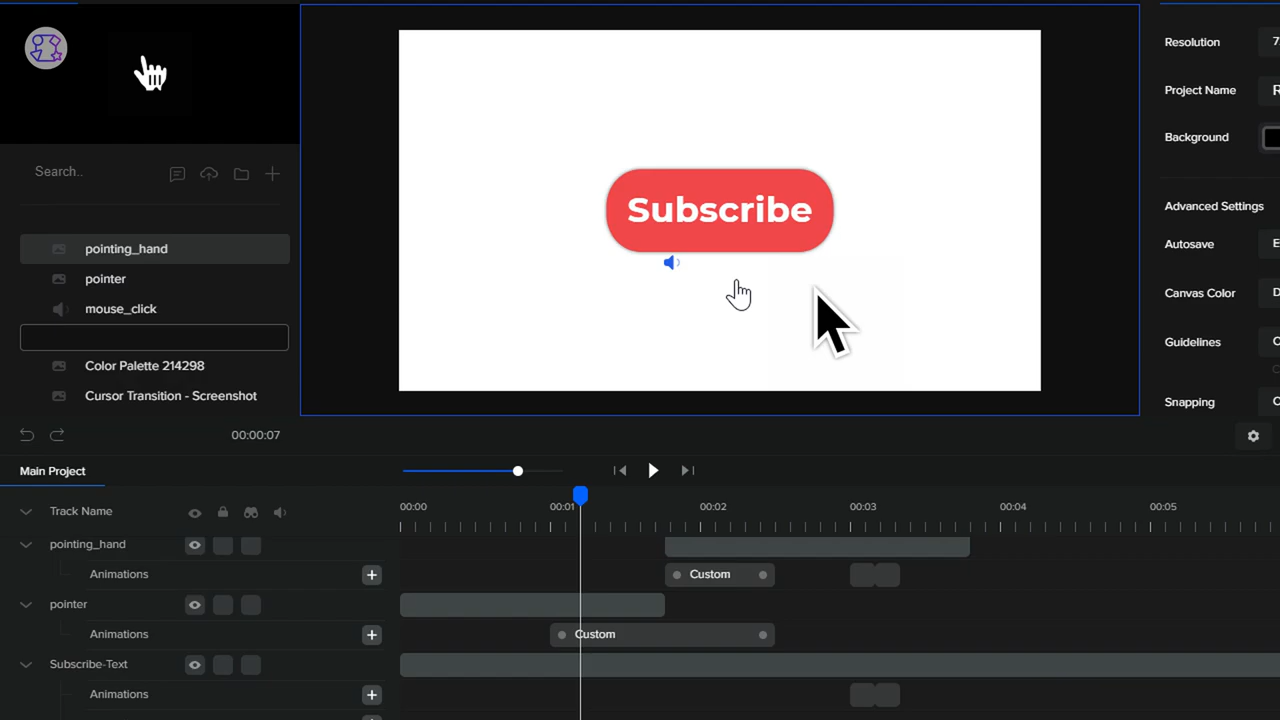 Resolution 7
Project Name R
Search..
Background
Subscribe
Advanced Settings
Autosave E
pointing_hand
pointer
Canvas Color D
mouse_click
Guidelines O
Color Palette 214298
Cursor Transition - Screenshot
Snapping O
00:00:07
Main Project
Track Name
00:00 00:01 00:02 00:03 00:04 00:05
pointing_hand
Animations + Custom
pointer
Animations + Custom
Subscribe-Text
Animations +